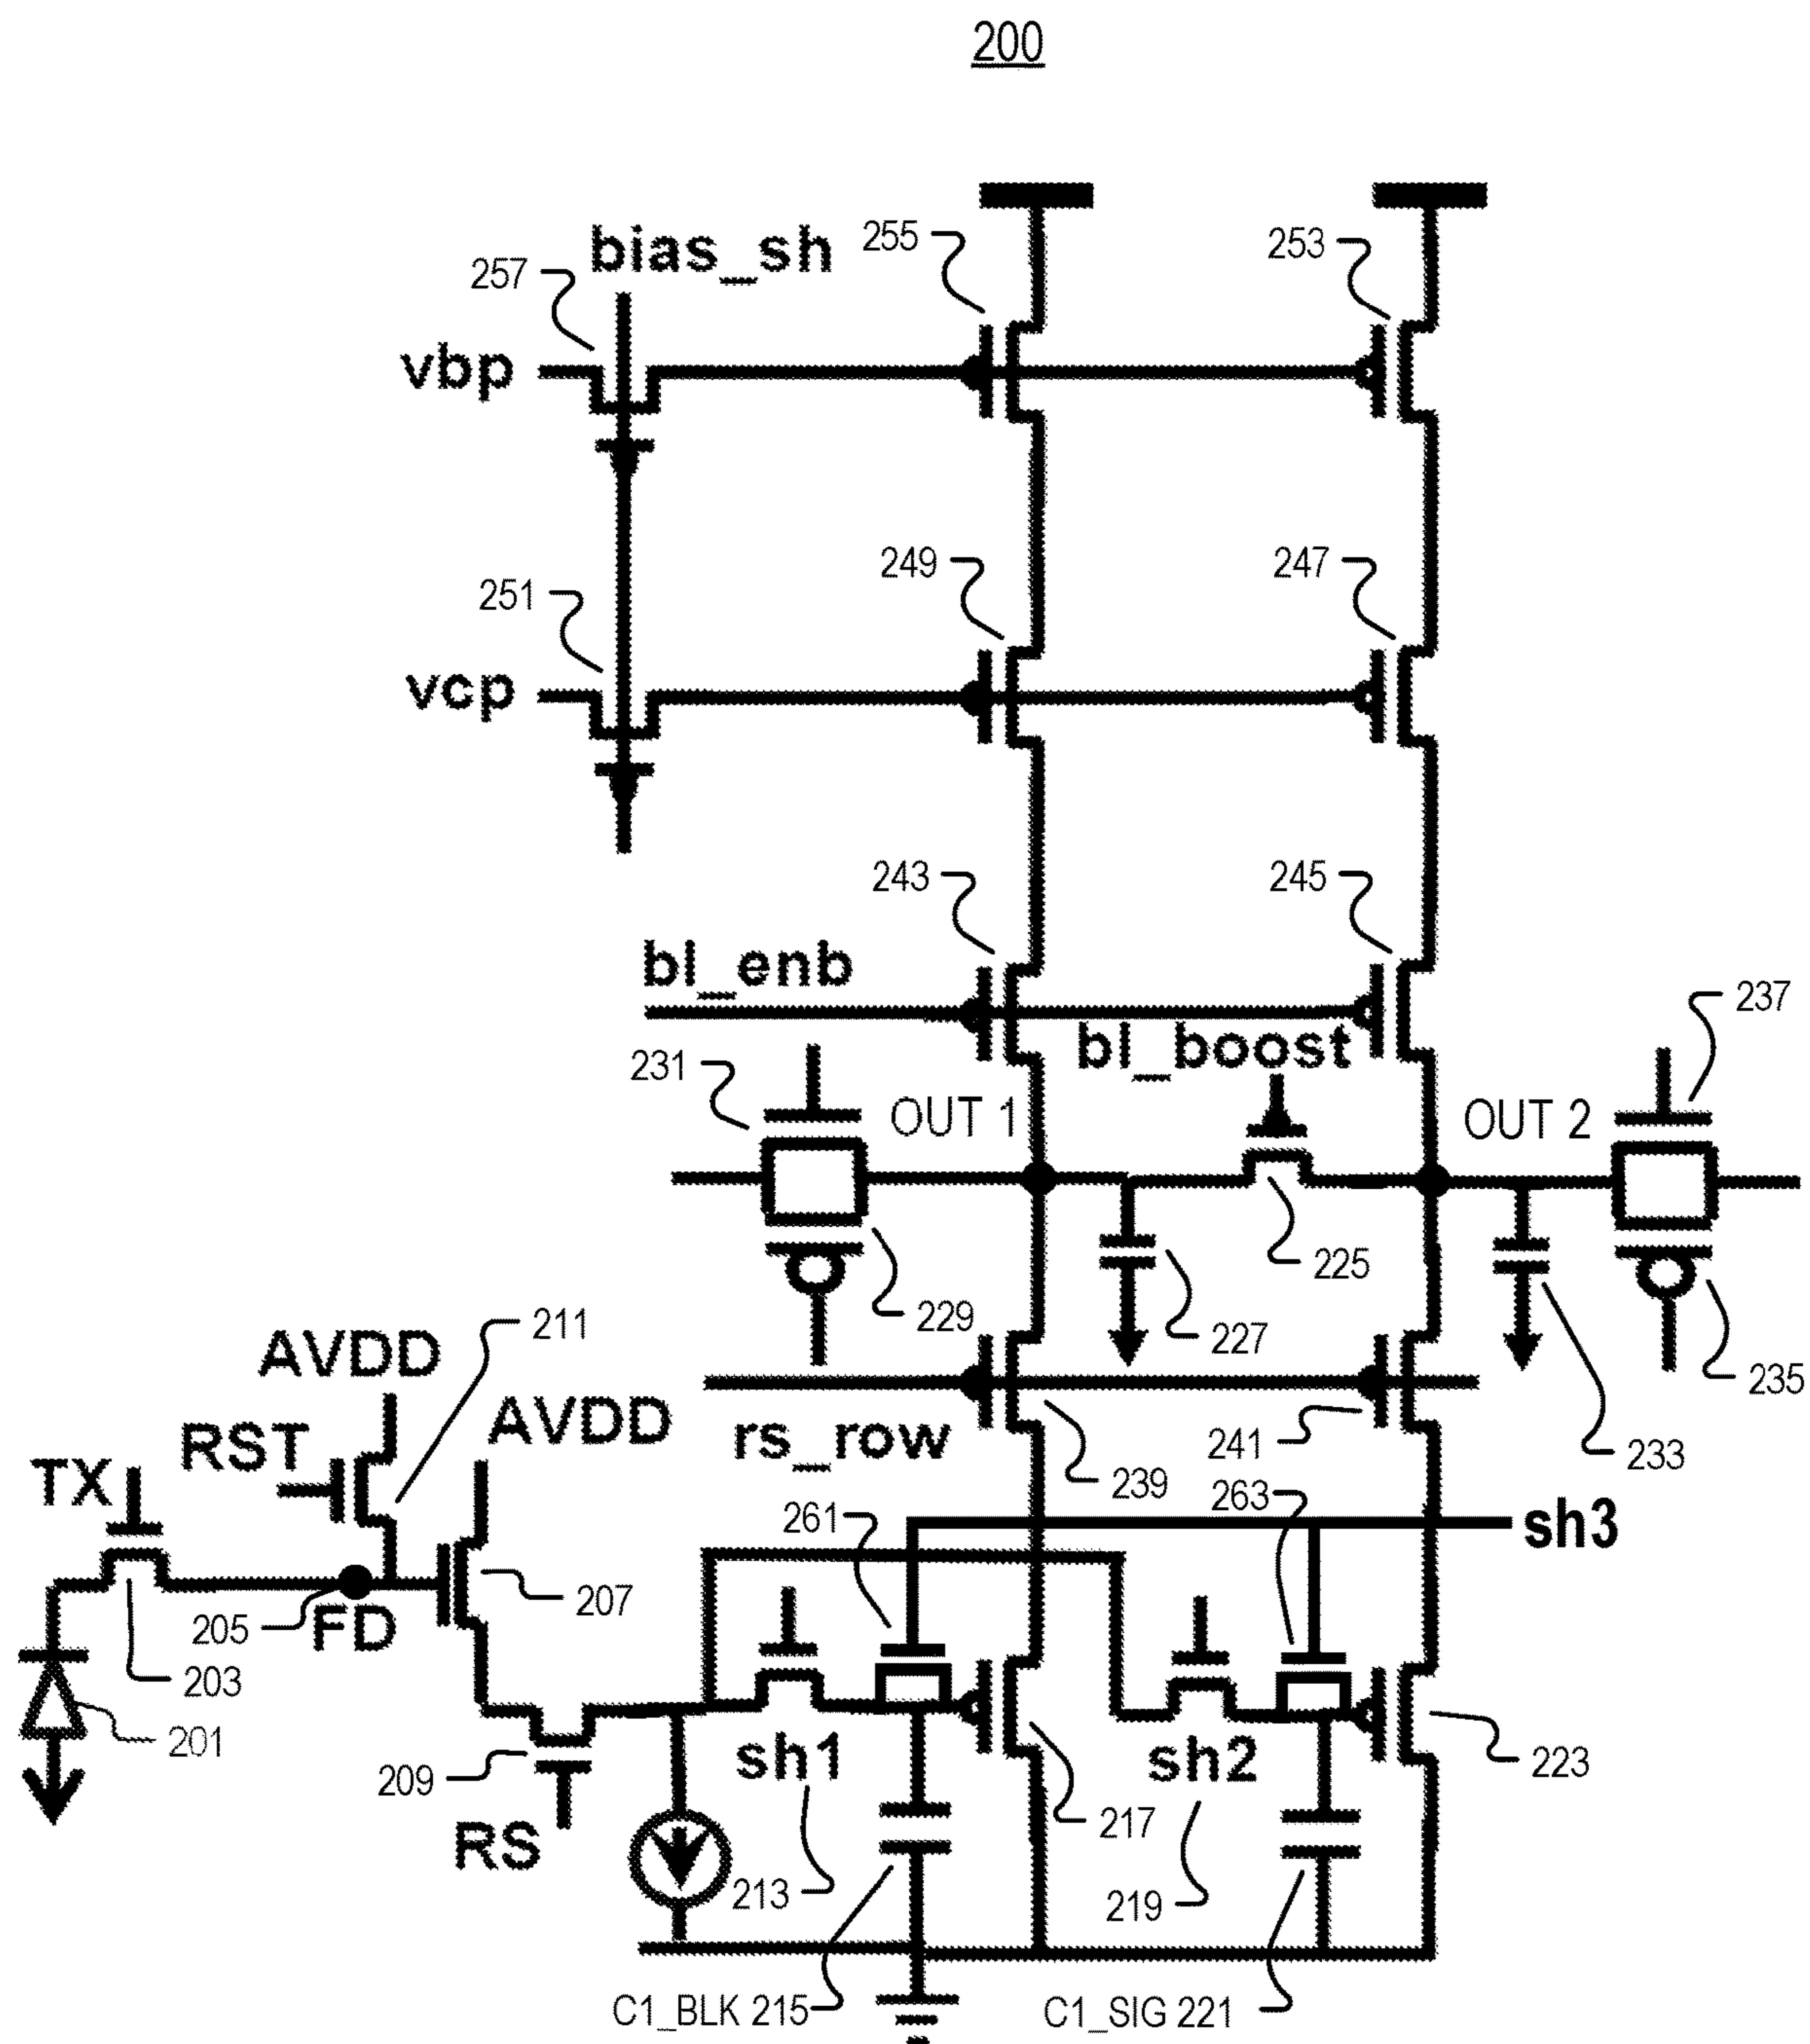 200
bias_sh
255
253
257
vbp
249
247
251
vcp
243
245
bl_enb
237
bl_boost
231
OUT 1
OUT 2
225
229
227
211
AVDD
235
AVDD
RST
rs_row
241
233
TX
239
261
263
sh3
207
205
FD
203
201
sh1
sh2
209
223
RS
217
213
219
C1_BLK 215
C1_SIG 221